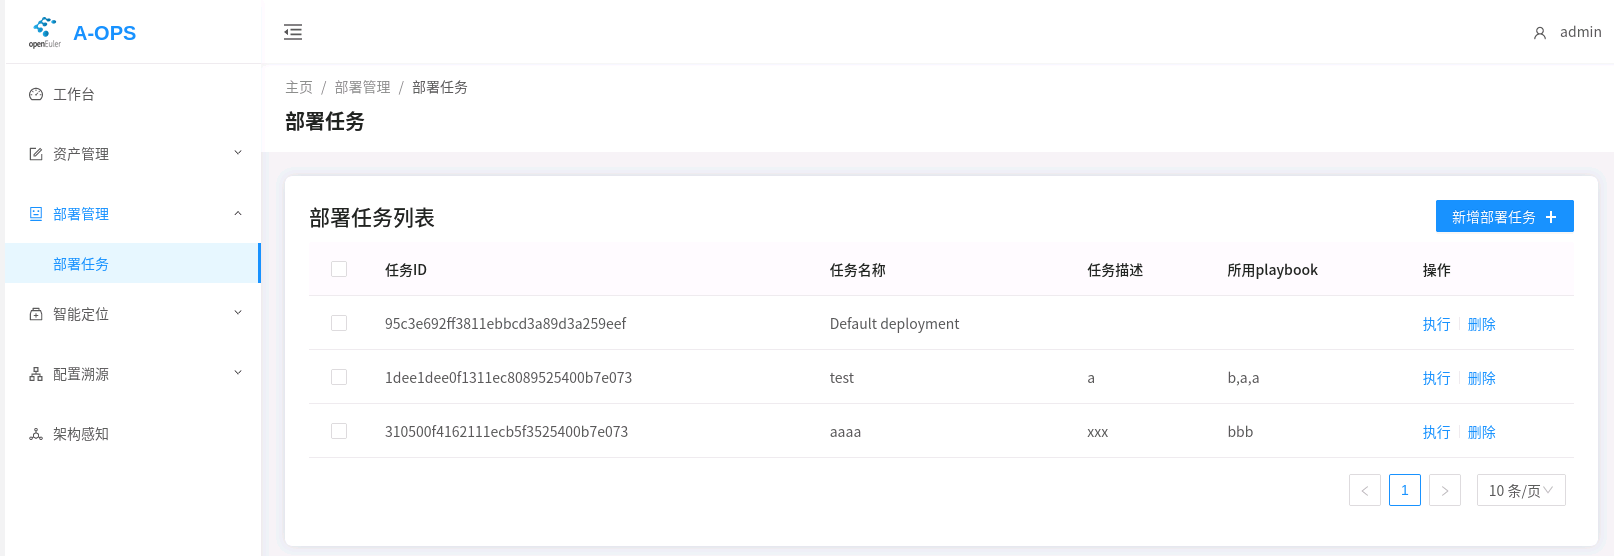 openEuler
A-OPS
admin
工作台
资产管理
部署管理
部署任务
智能定位
配置溯源
架构感知
主页 / 部署管理 / 部署任务
部署任务
部署任务列表
新增部署任务 +
任务ID 任务名称 任务描述 所用playbook 操作
95c3e692ff3811ebbcd3a89d3a259eef Default deployment 执行 删除
1dee1dee0f1311ec8089525400b7e073 test a b,a,a 执行 删除
310500f4162111ecb5f3525400b7e073 aaaa xxx bbb 执行 删除
< 1 > 10 条/页